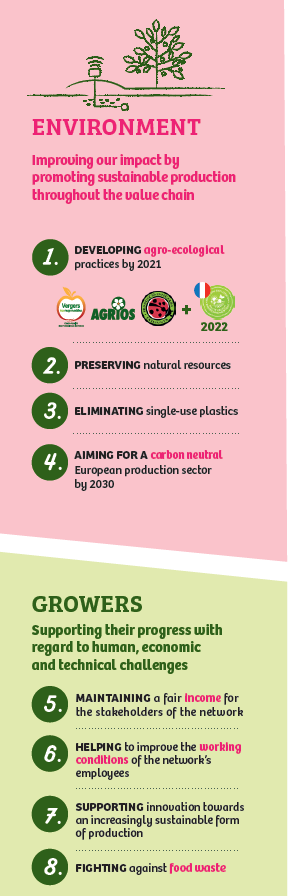 ENVIRONMENT
Improving our impact by
promoting sustainable production
throughout the value chain
1.
DEVELOPING agro-ecological
practices by 2021
Vergers
AGRIOS
+
2022
2.
PRESERVING natural resources
3.
ELIMINATING single-use plastics
4.
AIMING FOR A carbon neutral
European production sector
by 2030
GROWERS
Supporting their progress with
regard to human, economic
and technical challenges
5.
MAINTAINING a fair income for
the stakeholders of the network
6.
HELPING to improve the working
conditions of the network's
employees
7.
SUPPORTING innovation towards
an increasingly sustainable form
of production
8.
FIGHTING against food waste